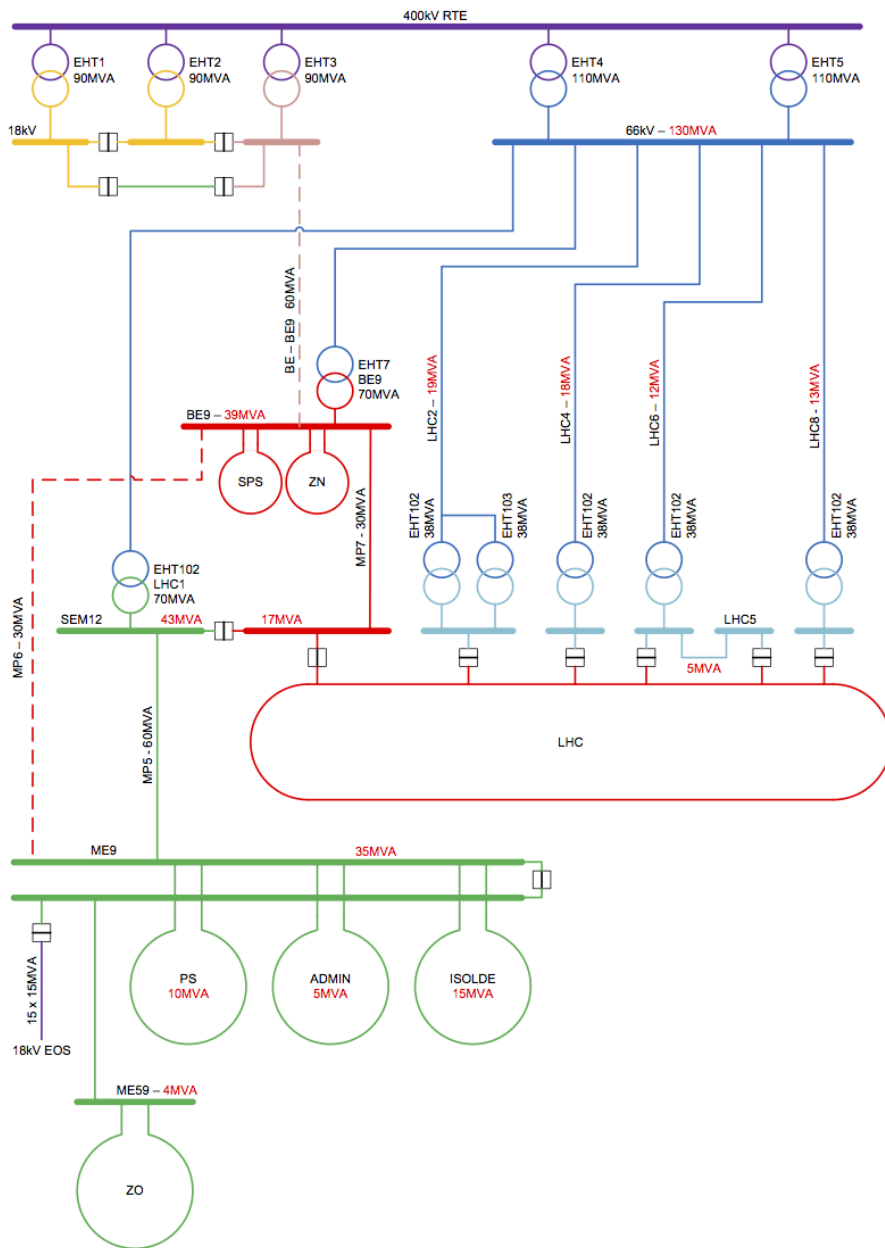 400kV RTE
EHT1
90MVA
EHT2
90MVA
EHT3
90MVA
EHT4
110MVA
EHT5
110MVA
18kV
66kV – 130MVA
BE – BE9 60MVA
EHT7
BE9
70MVA
LHC2 – 19MVA
LHC4 – 18MVA
LHC6 – 12MVA
LHC8 - 13MVA
BE9 – 39MVA
SPS
ZN
MP7 - 30MVA
EHT102
38MVA
EHT103
38MVA
EHT102
38MVA
EHT102
38MVA
EHT102
38MVA
EHT102
LHC1
70MVA
MP6 – 30MVA
SEM12
43MVA
17MVA
LHC5
5MVA
LHC
MP5 - 60MVA
ME9
35MVA
PS
10MVA
ADMIN
5MVA
ISOLDE
15MVA
15 x 15MVA
18kV EOS
ME59 – 4MVA
ZO